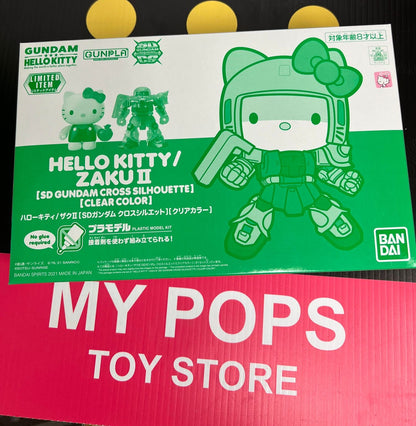 GUNDAM
HELLO KITTY
LIMITED
ITEM
GUNPLA
対象年齢8才以上
HELLO KITTY/
ZAKU II
[SD GUNDAM CROSS SILHOUETTE]
[CLEAR COLOR]
ハローキティ/ザクⅡ[SDガンダム クロスシルエット][クリアカラー]
No glue
required
プラモデル PLASTIC MODEL KIT
接着剤を使わず組み立てられる!
BANDAI SPIRITS 2021 MADE IN JAPAN
BAN
DAI
MY POPS
TOY STORE